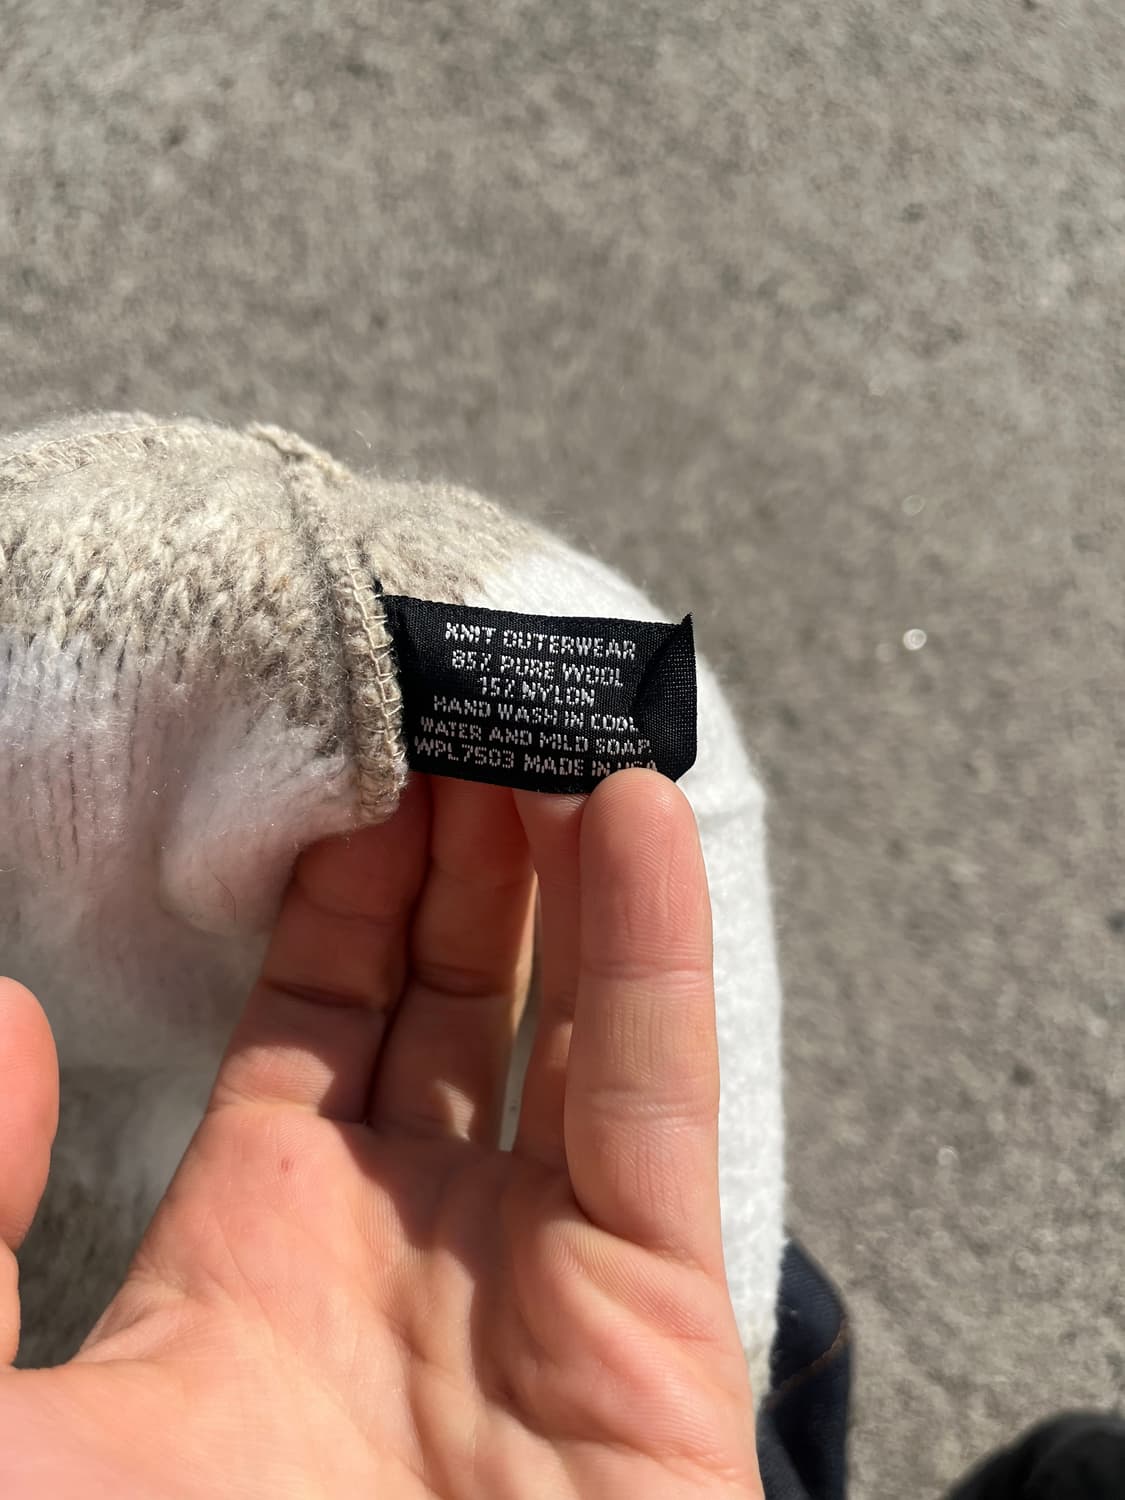 KNIT OUTERWEAR
85% PURE WOOL
15% NYLON
HAND WASH IN COOL
WATER AND MILD SOAP.
WPL7503 MADE IN USA